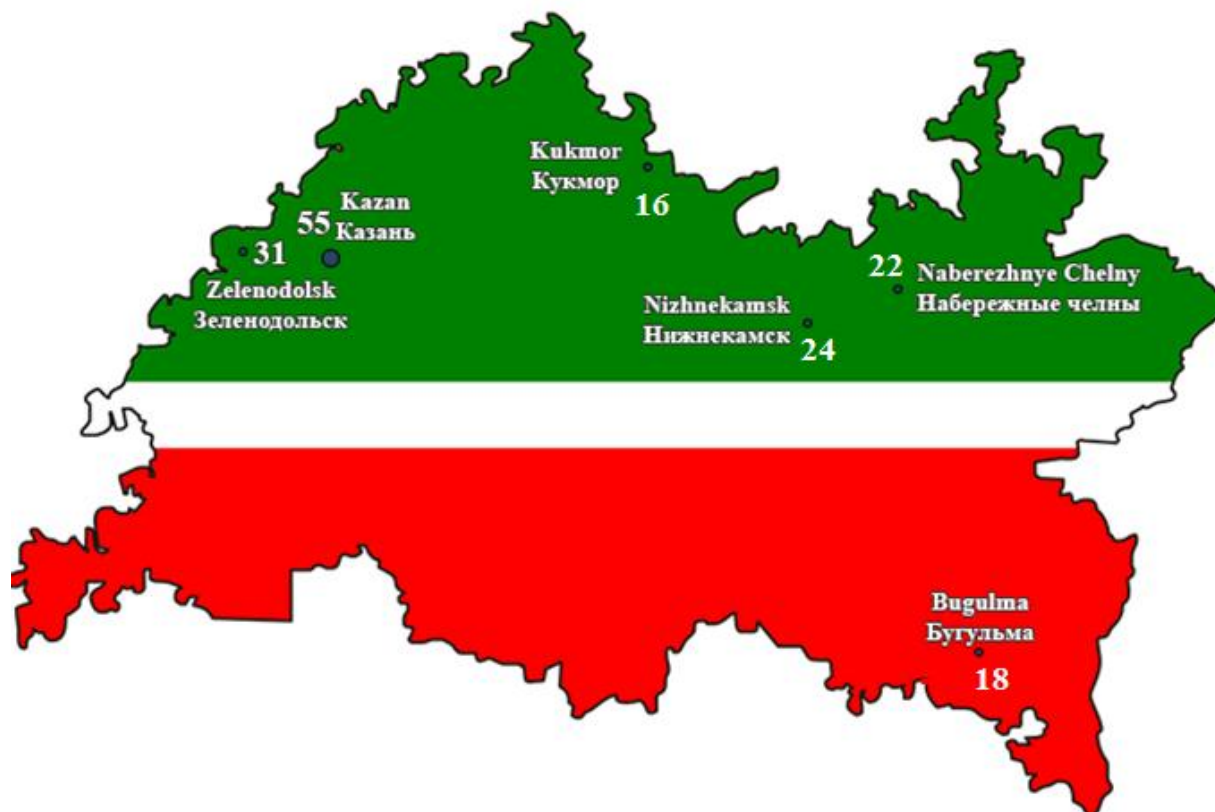 Kukmor
Кукмор
16
Kazan
55 Казань
31
Zelenodolsk
Зеленодольск
22 Naberezhnye Chelny
Набережные челны
Nizhnekamsk
Нижнекамск
24
Bugulma
Бугульма
18